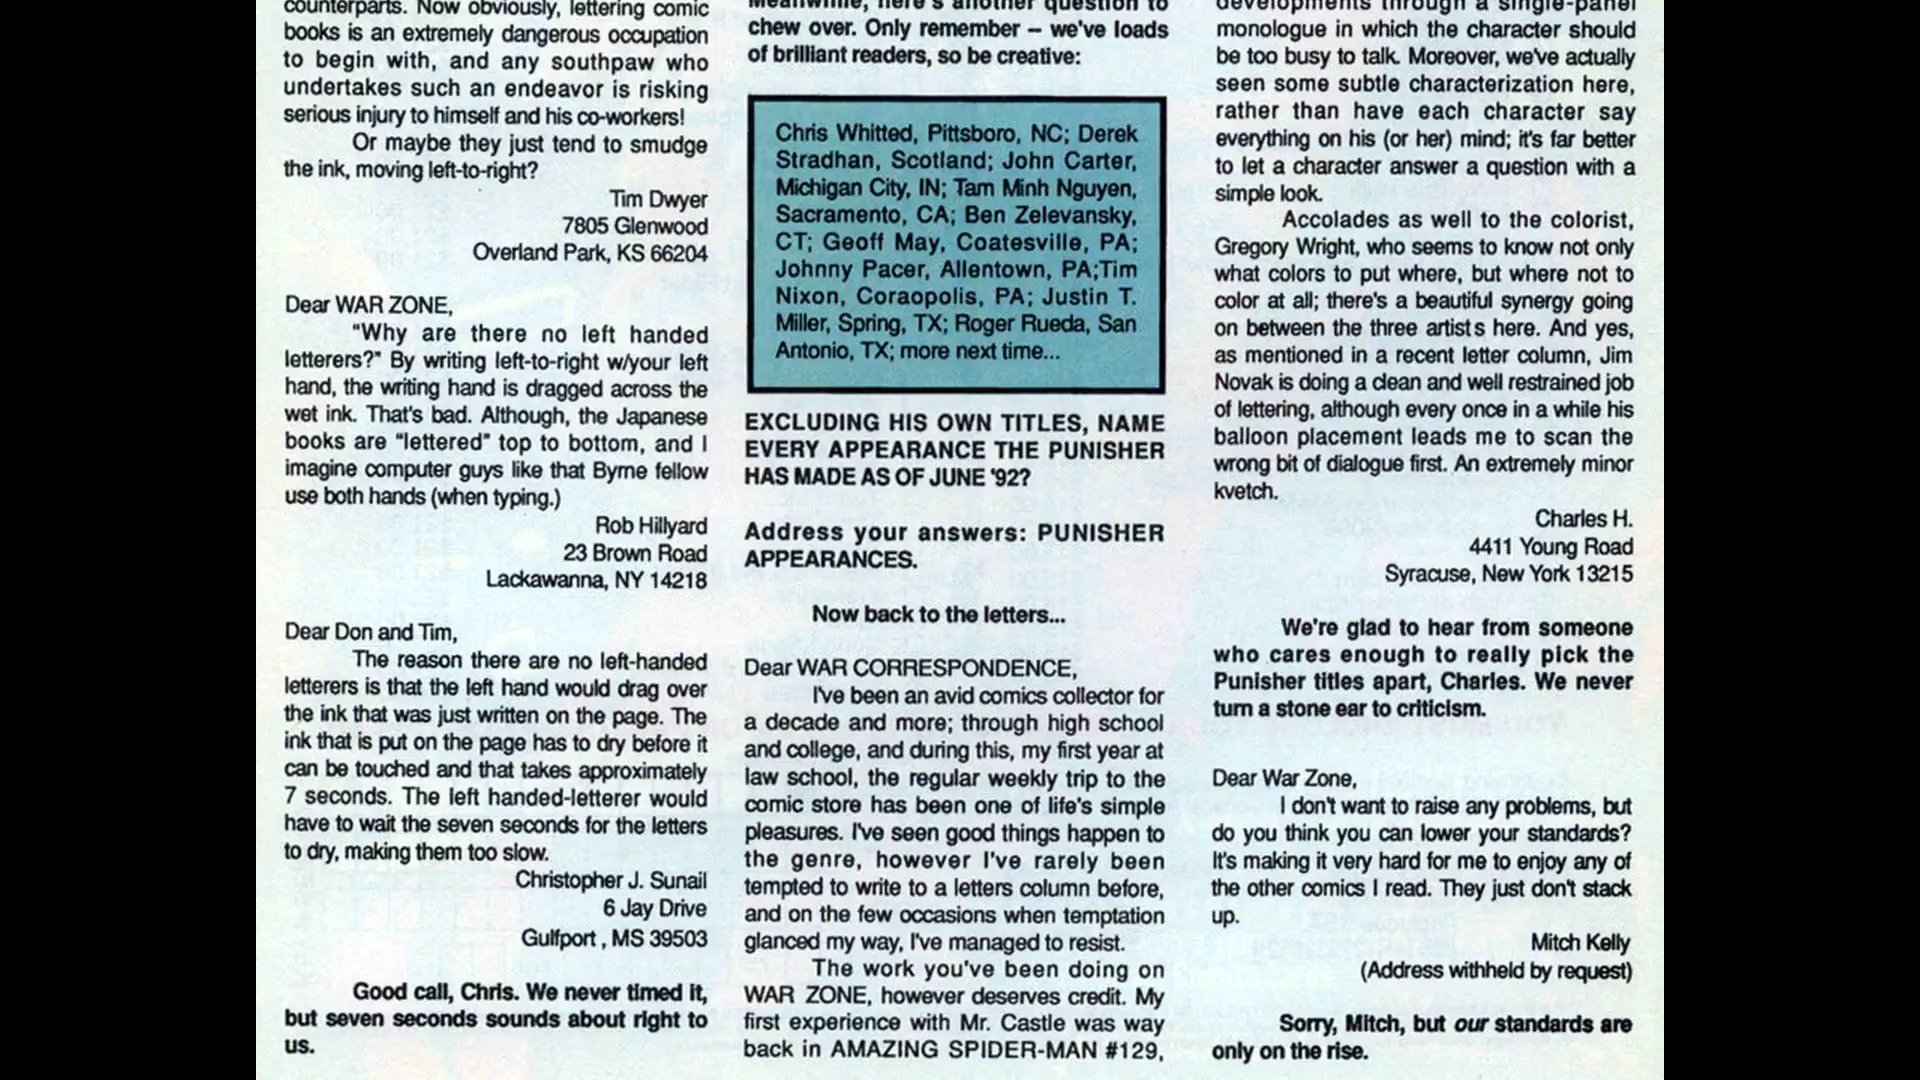 counterparts. Now obviously, lettering comic
books is an extremely dangerous occupation
to begin with, and any southpaw who
undertakes such an endeavor is risking
serious injury to himself and his co-workers!
Or maybe they just tend to smudge
the ink, moving left-to-right?
Tim Dwyer
7805 Glenwood
Overland Park, KS 66204
Dear WAR ZONE,
"Why are there no left handed
letterers?" By writing left-to-right w/your left
hand, the writing hand is dragged across the
wet ink. That's bad. Although, the Japanese
books are "lettered" top to bottom, and I
imagine computer guys like that Byrne fellow
use both hands (when typing.)
Rob Hillyard
23 Brown Road
Lackawanna, NY 14218
Dear Don and Tim,
The reason there are no left-handed
letterers is that the left hand would drag over
the ink that was just written on the page. The
ink that is put on the page has to dry before it
can be touched and that takes approximately
7 seconds. The left handed-letterer would
have to wait the seven seconds for the letters
to dry, making them too slow.
Christopher J. Sunail
6 Jay Drive
Gulfport , MS 39503
Good call, Chris. We never timed it,
but seven seconds sounds about right to
us.
Meanwhile, here's another question to
chew over. Only remember – we've loads
of brilliant readers, so be creative:
Chris Whitted, Pittsboro, NC; Derek
Stradhan, Scotland; John Carter,
Michigan City, IN; Tam Minh Nguyen,
Sacramento, CA; Ben Zelevansky,
CT; Geoff May, Coatesville, PA;
Johnny Pacer, Allentown, PA;Tim
Nixon, Coraopolis, PA; Justin T.
Miller, Spring, TX; Roger Rueda, San
Antonio, TX; more next time...
EXCLUDING HIS OWN TITLES, NAME
EVERY APPEARANCE THE PUNISHER
HAS MADE AS OF JUNE '92?
Address your answers: PUNISHER
APPEARANCES.
Now back to the letters...
Dear WAR CORRESPONDENCE,
I've been an avid comics collector for
a decade and more; through high school
and college, and during this, my first year at
law school, the regular weekly trip to the
comic store has been one of life's simple
pleasures. I've seen good things happen to
the genre, however I've rarely been
tempted to write to a letters column before,
and on the few occasions when temptation
glanced my way, I've managed to resist.
The work you've been doing on
WAR ZONE, however deserves credit. My
first experience with Mr. Castle was way
back in AMAZING SPIDER-MAN #129,
developments through a single-panel
monologue in which the character should
be too busy to talk. Moreover, we've actually
seen some subtle characterization here,
rather than have each character say
everything on his (or her) mind; it's far better
to let a character answer a question with a
simple look.
Accolades as well to the colorist,
Gregory Wright, who seems to know not only
what colors to put where, but where not to
color at all; there's a beautiful synergy going
on between the three artists here. And yes,
as mentioned in a recent letter column, Jim
Novak is doing a clean and well restrained job
of lettering, although every once in a while his
balloon placement leads me to scan the
wrong bit of dialogue first. An extremely minor
kvetch.
Charles H.
4411 Young Road
Syracuse, New York 13215
We're glad to hear from someone
who cares enough to really pick the
Punisher titles apart, Charles. We never
turn a stone ear to criticism.
Dear War Zone,
I don't want to raise any problems, but
do you think you can lower your standards?
It's making it very hard for me to enjoy any of
the other comics I read. They just don't stack
up.
Mitch Kelly
(Address withheld by request)
Sorry, Mitch, but our standards are
only on the rise.